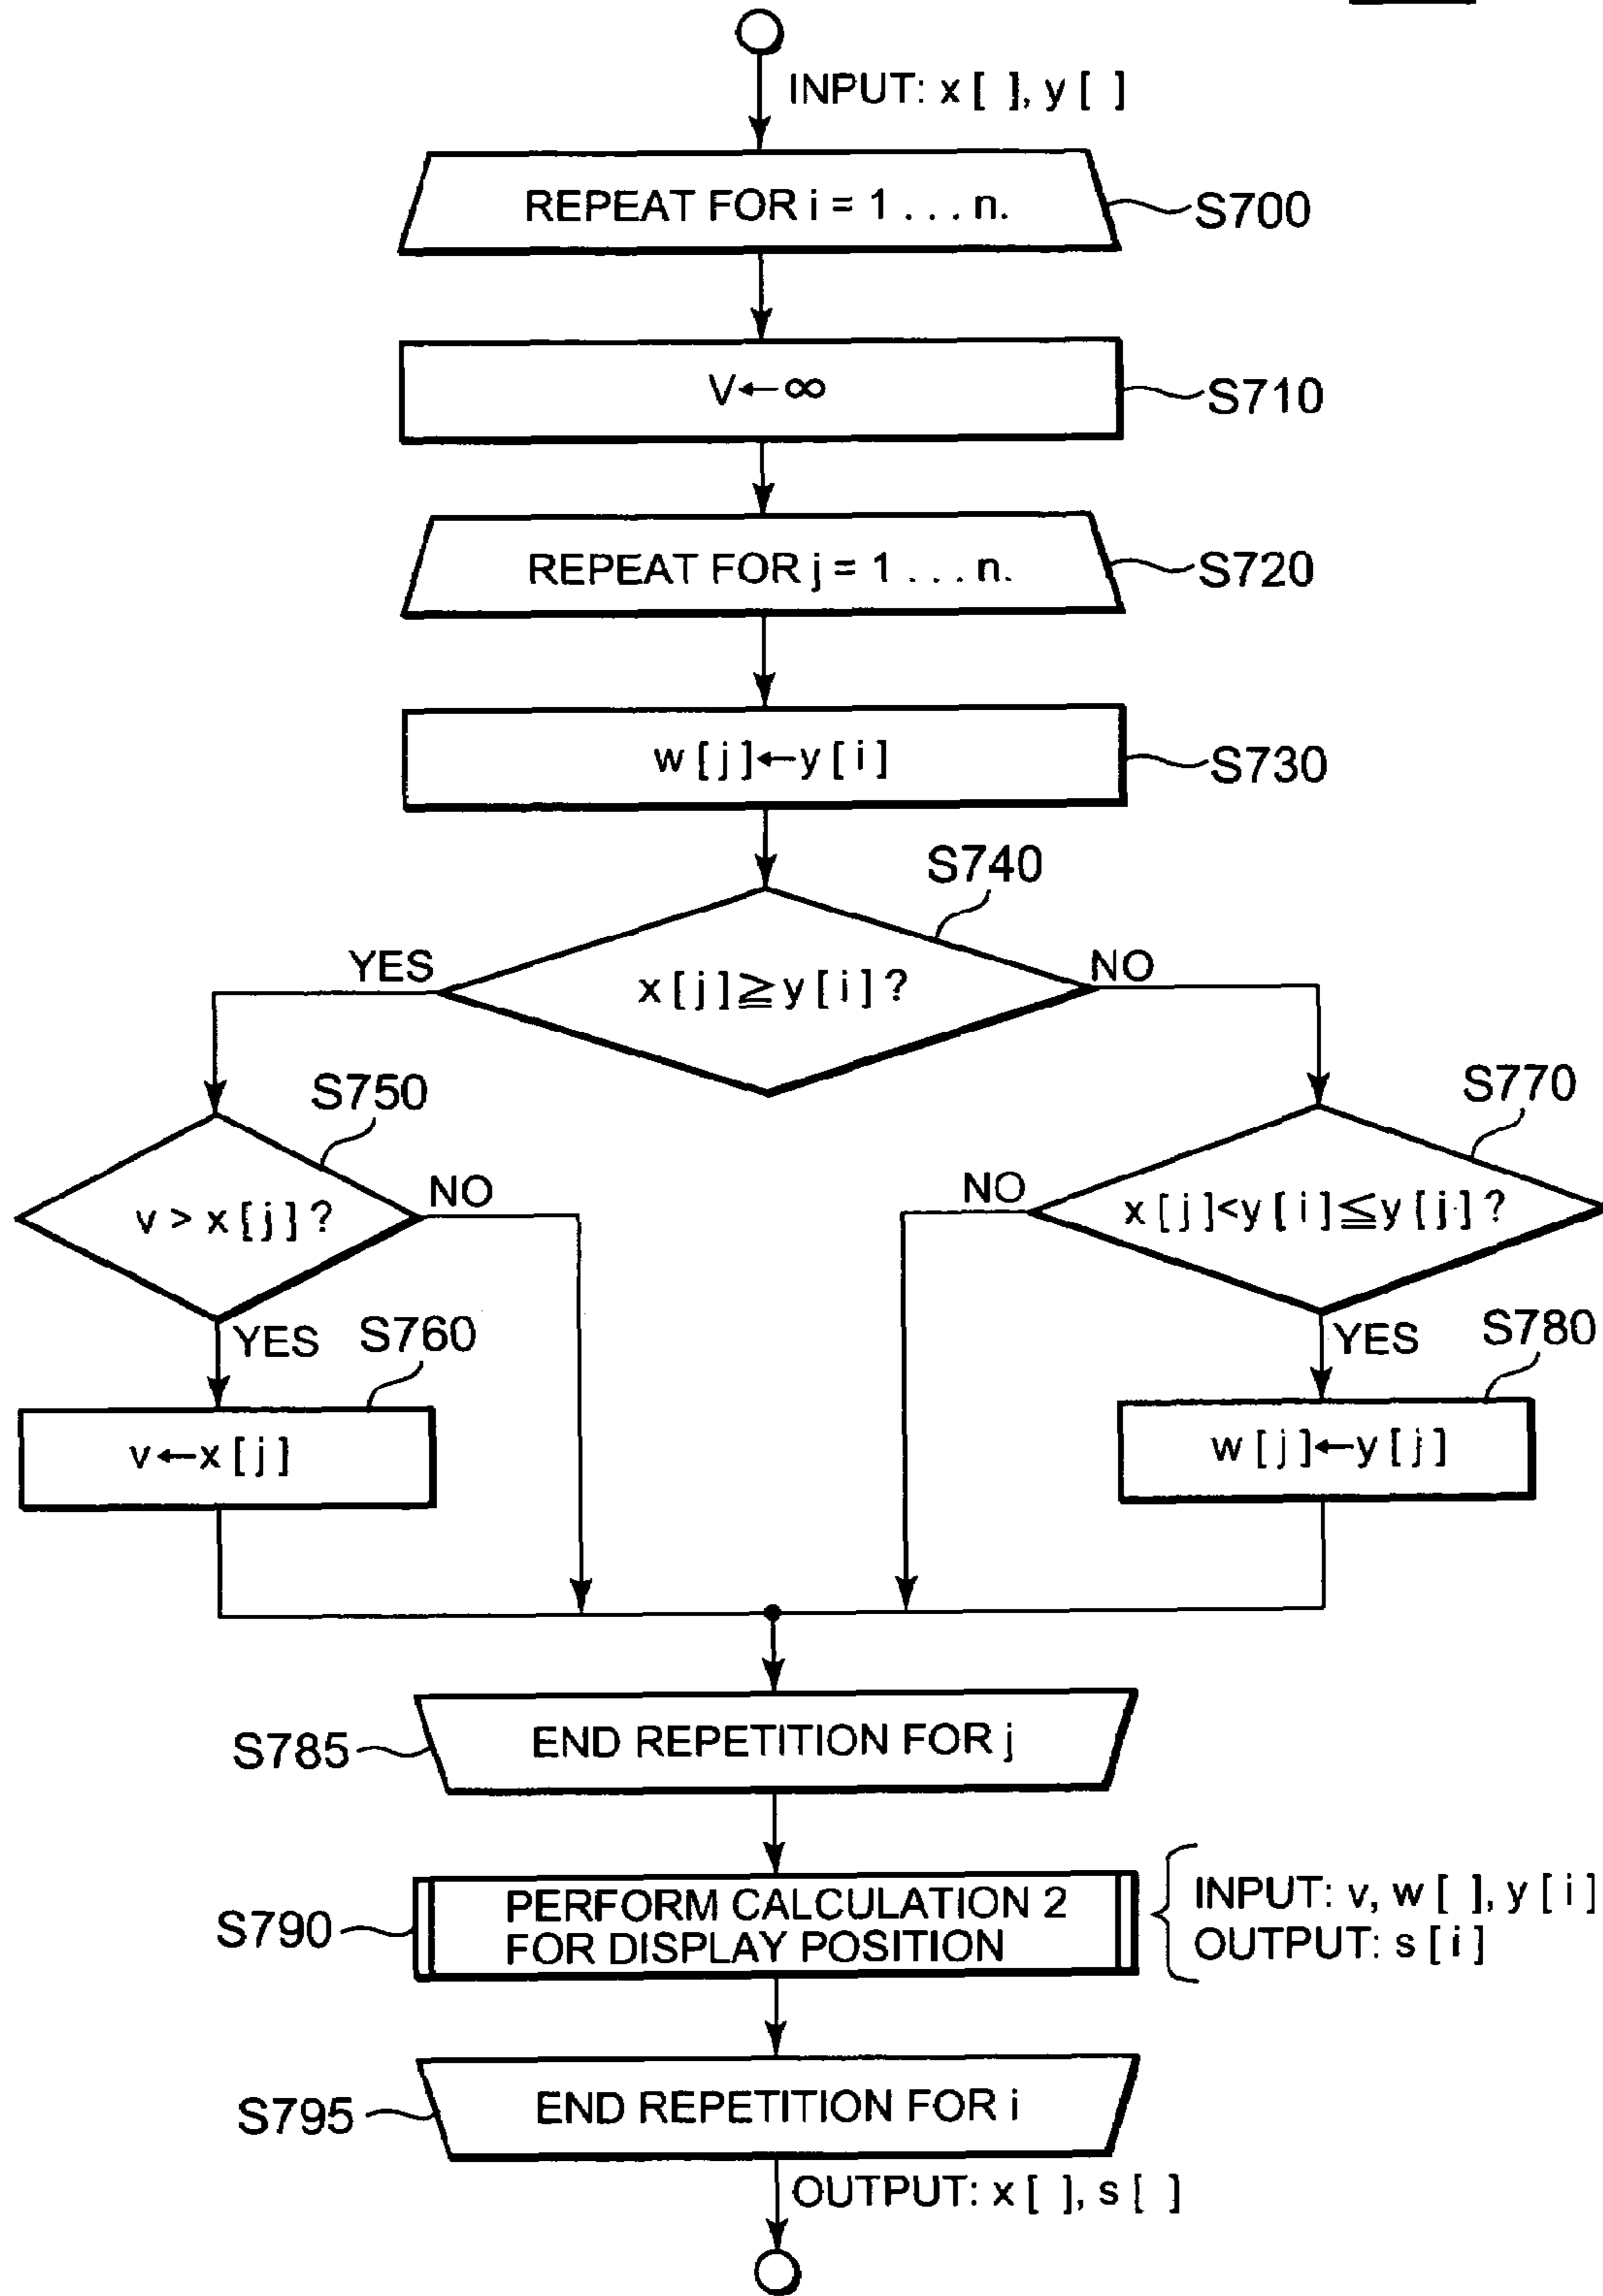 INPUT: x [ ], y [ ]
REPEAT FOR i = 1 . . . n.
S700
V←∞
S710
REPEAT FOR j = 1 . . . n.
S720
w [ j ]←y [ i ]
S730
S740
YES
x [ j ]≧y [ i ] ?
NO
S750
S770
v > x [ j ] ?
NO
NO
x [ j ]<y [ i ]≦y [ j ] ?
YES
S760
YES
S780
v←x [ j ]
w [ j ]←y [ j ]
S785
END REPETITION FOR j
S790
PERFORM CALCULATION 2
FOR DISPLAY POSITION
INPUT: v, w [ ], y [ i ]
OUTPUT: s [ i ]
S795
END REPETITION FOR i
OUTPUT: x [ ], s [ ]